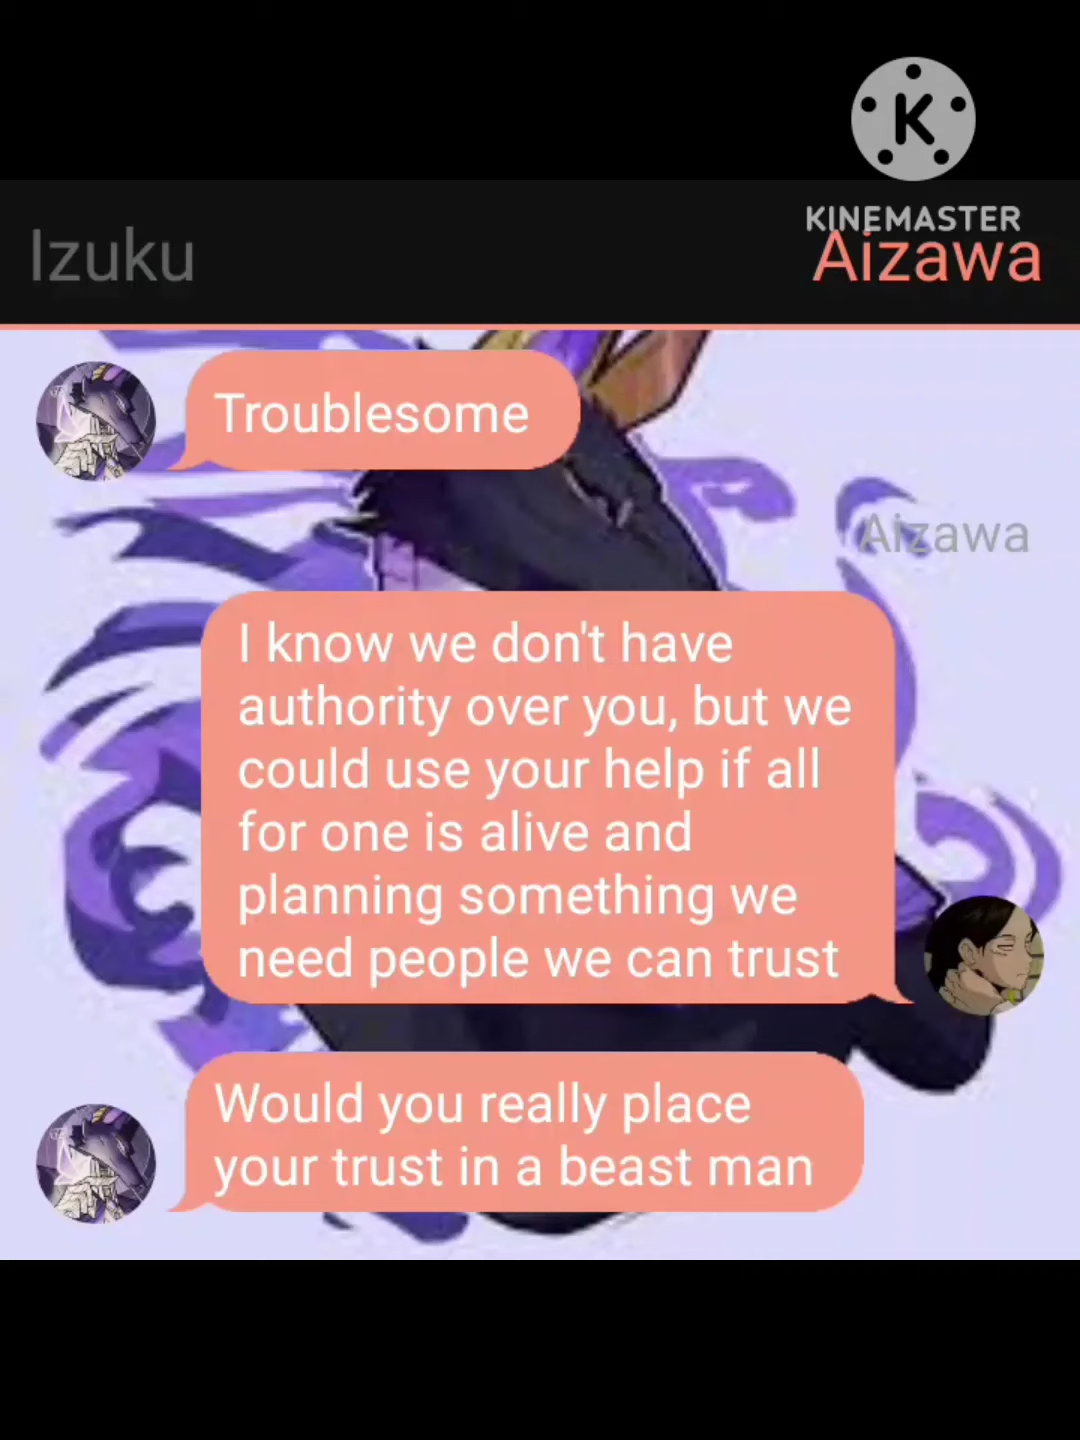 K
KINEMASTER
Izuku
Aizawa
Troublesome
Aizawa
I know we don't have
authority over you, but we
could use your help if all
for one is alive and
planning something we
need people we can trust
Would you really place
your trust in a beast man